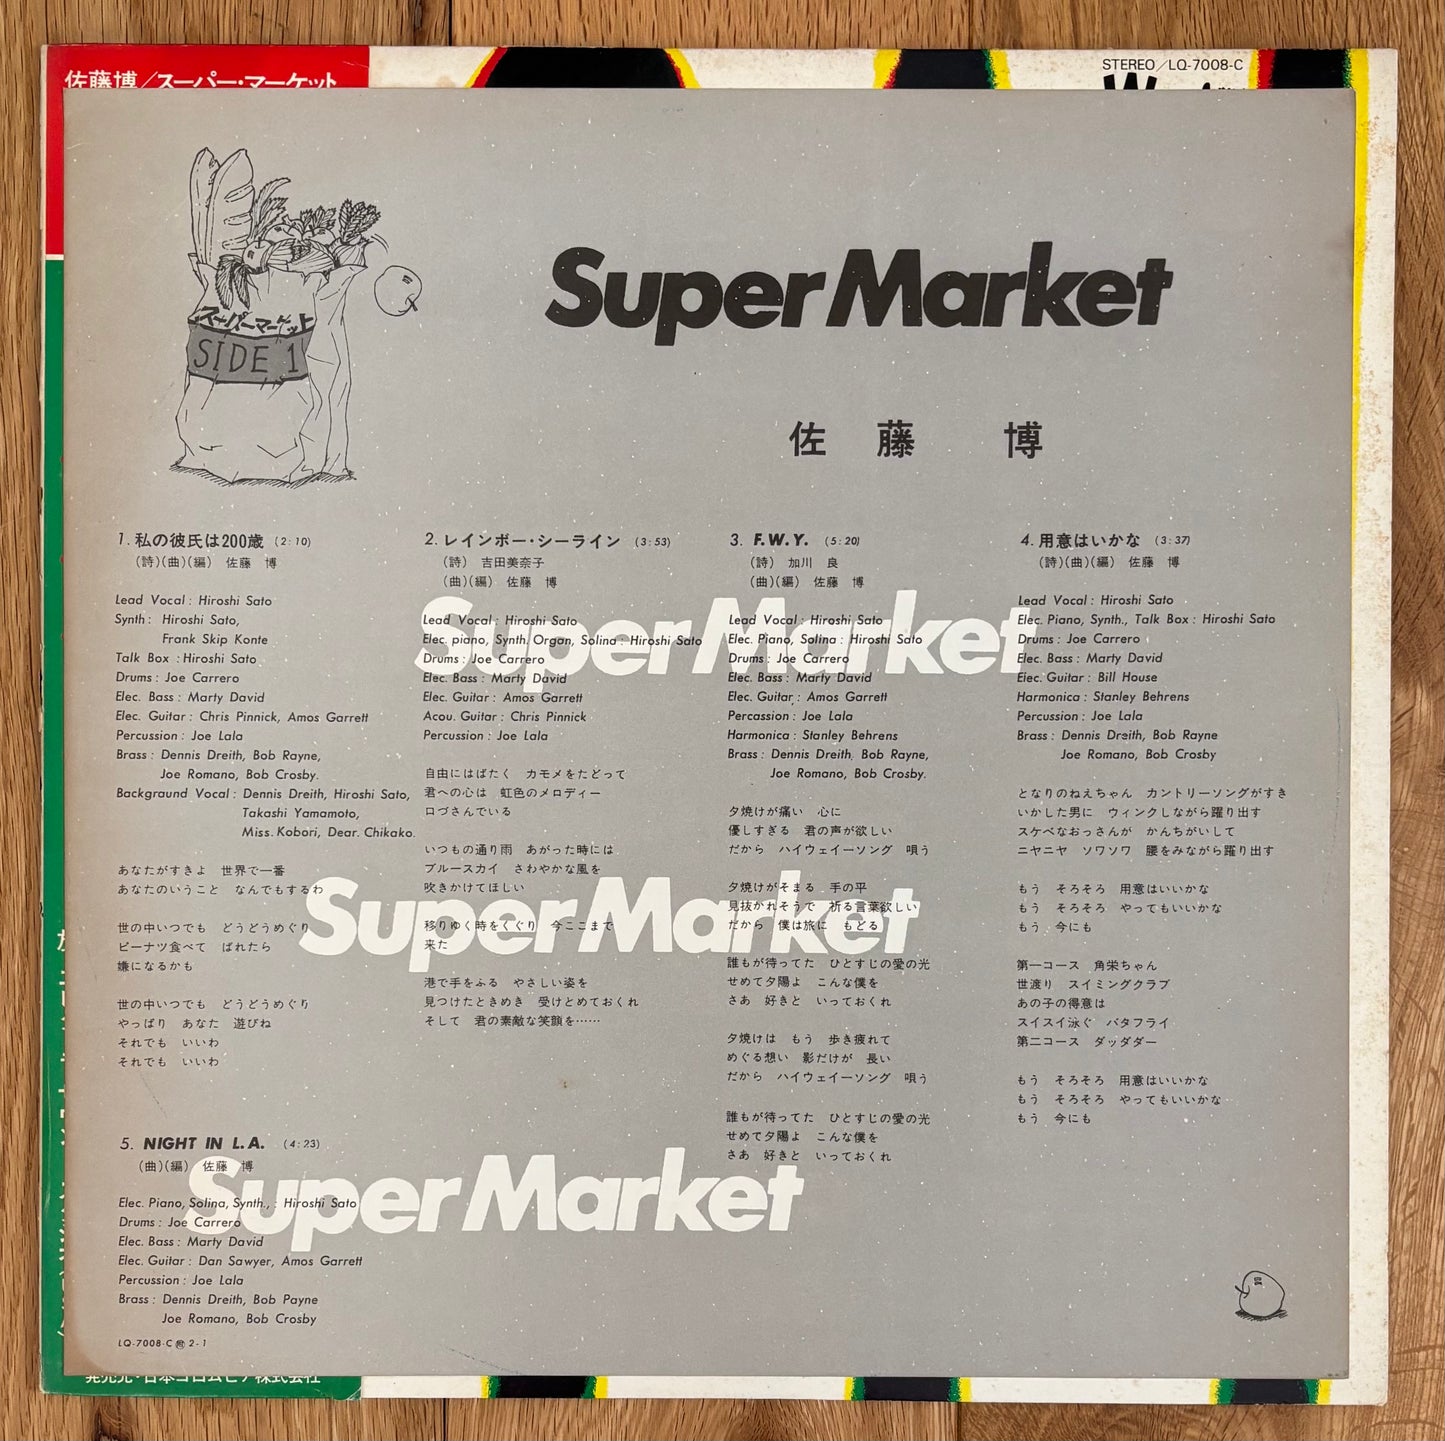 佐藤博/スーパー・マーケット
STEREO/LQ-7008-C
スーパーマーケット
SIDE 1
Super Market
佐藤 博
1. 私の彼氏は200歳 (2:10)
(詩)(曲)(編) 佐藤 博
Lead Vocal : Hiroshi Sato
Synth : Hiroshi Sato,
Frank Skip Konte
Talk Box : Hiroshi Sato
Drums : Joe Carrero
Elec. Bass : Marty David
Elec. Guitar : Chris Pinnick, Amos Garrett
Percussion : Joe Lala
Brass : Dennis Dreith, Bob Rayne,
Joe Romano, Bob Crosby.
Backgraund Vocal : Dennis Dreith, Hiroshi Sato,
Takashi Yamamoto,
Miss. Kobori, Dear. Chikako.
あなたがすきよ 世界で一番
あなたのいうこと なんでもするわ
世の中いつでも どうどうめぐり
ピーナツ食べて ばれたら
嫌になるかも
世の中いつでも どうどうめぐり
やっぱり あなた 遊びね
それでも いいわ
それでも いいわ
2. レインボー・シーライン (3:53)
(詩) 吉田美奈子
(曲)(編) 佐藤 博
Lead Vocal : Hiroshi Sato
Elec. piano, Synth. Organ, Solina : Hiroshi Sato
Drums : Joe Carrero
Elec. Bass : Marty David
Elec. Guitar : Amos Garrett
Acou. Guitar : Chris Pinnick
Percussion : Joe Lala
自由にはばたく カモメをたどって
君への心は 虹色のメロディー
口づさんでいる
いつもの通り雨 あがった時には
ブルースカイ さわやかな風を
吹きかけてほしい
移りゆく時をくぐり 今ここまで
来た
港で手をふる やさしい姿を
見つけたときめき 受けとめておくれ
そして 君の素敵な笑顔を……
3. F.W.Y. (5:20)
(詩) 加川 良
(曲)(編) 佐藤 博
Lead Vocal : Hiroshi Sato
Elec. Piano, Salina : Hiroshi Sato
Drums : Joe Carrero
Elec. Bass : Marty David
Elec. Guitar : Amos Garrett
Percassion : Joe Lala
Harmonica : Stanley Behrens
Brass : Dennis Dreith, Bob Rayne,
Joe Romano, Bob Crosby.
夕焼けが痛い 心に
優しすぎる 君の声が欲しい
だから ハイウェイーソング 唄う
夕焼けがそまる 手の平
見抜かれそうで 祈る言葉欲しい
だから 僕は旅に もどる
誰もが待ってた ひとすじの愛の光
せめて夕陽よ こんな僕を
さあ 好きと いっておくれ
夕焼けは もう 歩き疲れて
めぐる想い 影だけが 長い
だから ハイウェイーソング 唄う
誰もが待ってた ひとすじの愛の光
せめて夕陽よ こんな僕を
さあ 好きと いっておくれ
4. 用意はいかな (3:37)
(詩)(曲)(編) 佐藤 博
Lead Vocal : Hiroshi Sato
Elec. Piano, Synth., Talk Box : Hiroshi Sato
Drums : Joe Carrero
Elec. Bass : Marty David
Elec. Guitar : Bill House
Harmonica : Stanley Behrens
Percussion : Joe Lala
Brass : Dennis Dreith, Bob Rayne
Joe Romano, Bob Crosby
となりのねえちゃん カントリーソングがすき
いかした男に ウィンクしながら躍り出す
スケベなおっさんが かんちがいして
ニヤニヤ ソワソワ 腰をみながら躍り出す
もう そろそろ 用意はいいかな
もう そろそろ やってもいいかな
もう 今にも
第一コース 角栄ちゃん
世渡り スイミングクラブ
あの子の得意は
スイスイ泳ぐ バタフライ
第二コース ダッダダー
もう そろそろ 用意はいいかな
もう そろそろ やってもいいかな
もう 今にも
Super Market
Super Market
Super Market
5. NIGHT IN L.A. (4:23)
(曲)(編) 佐藤 博
Elec. Piano, Solina, Synth., : Hiroshi Sato
Drums : Joe Carrero
Elec. Bass : Marty David
Elec. Guitar : Dan Sawyer, Amos Garrett
Percussion : Joe Lala
Brass : Dennis Dreith, Bob Payne
Joe Romano, Bob Crosby
LQ-7008-C 2-1
発売元・日本コロムビア株式会社